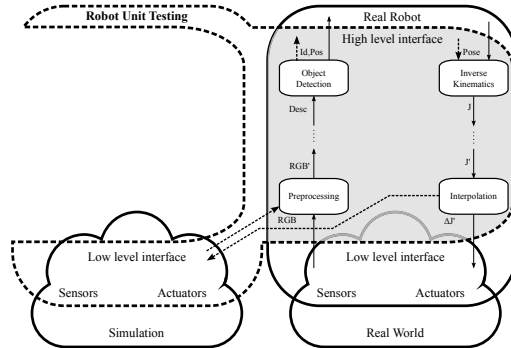 Robot Unit Testing
Real Robot
High level interface
Id,Pos
Pose
Object
Detection
Inverse
Kinematics
Desc
J
RGB'
J'
Preprocessing
Interpolation
RGB
ΔJ'
Low level interface
Low level interface
Sensors
Actuators
Sensors
Actuators
Simulation
Real World